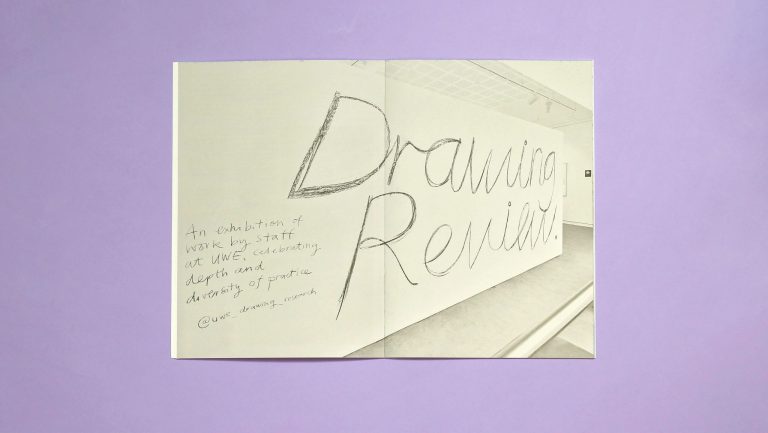 Drawing
Review.
An exhibition of
work by staff
at UWE, celebrating
depth and
diversity of practice
@uwe_drawing_research